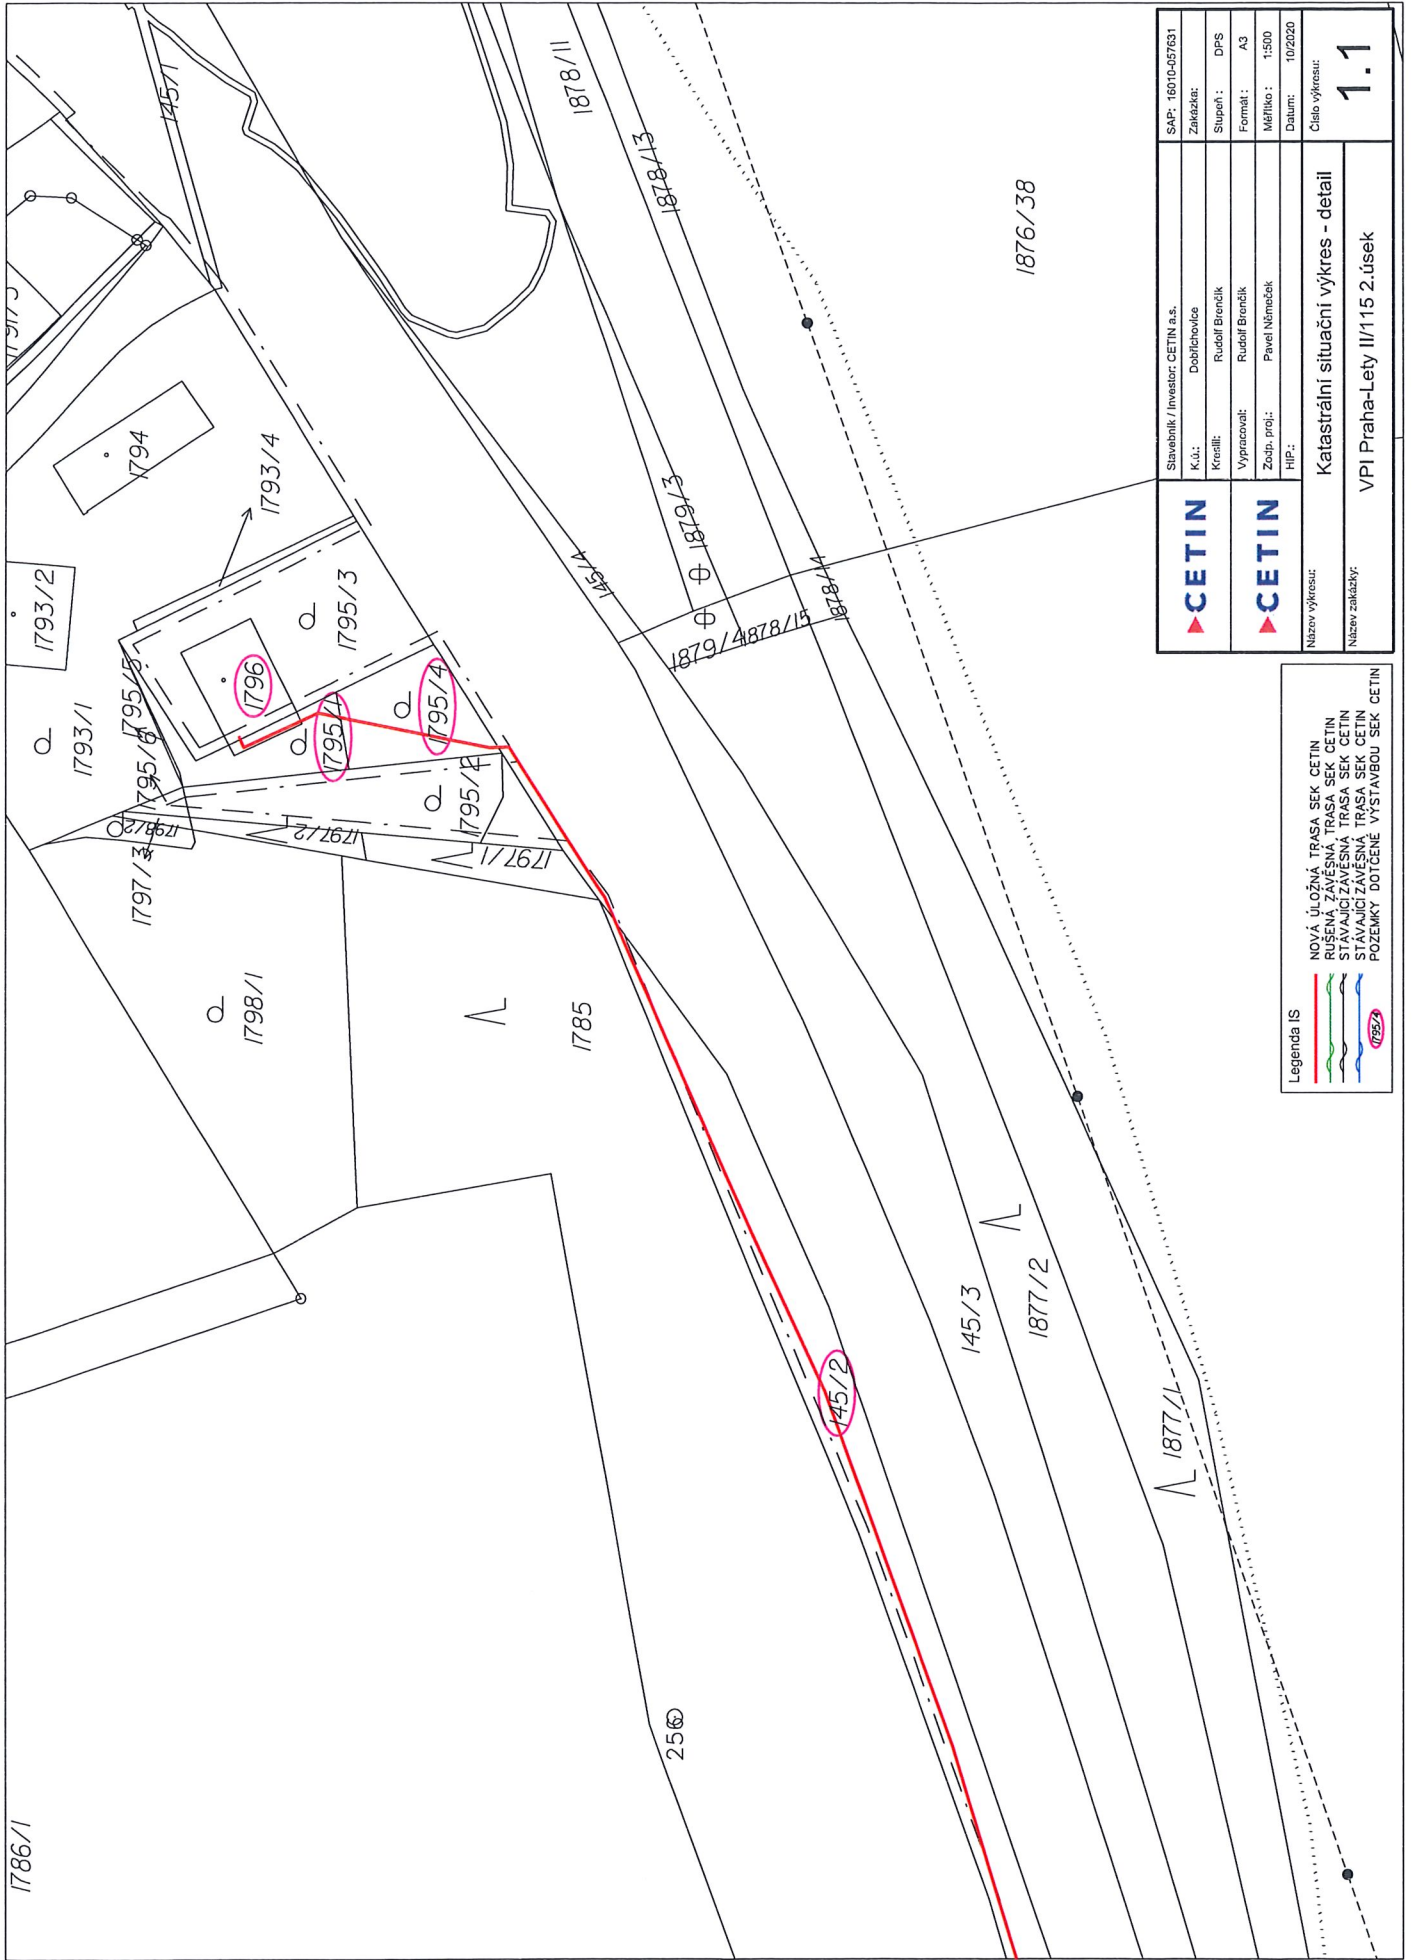 1786/1
256
1798/1
1785
1793/1
1793/2
1794
1793/4
1795/3
1796
1795/1
1795/4
1795/2
1795/5
1795/6
1798/2
1797/3
1797/2
1797/1
145/1
145/2
145/3
1877/2
1877/1
45/4
1879/3
1879/4
1878/15
1878/14
1878/11
1878/13
1876/38
Legenda IS
NOVÁ ÚLOŽNÁ TRASA SEK CETIN
RUŠENÁ ZÁVĚSNÁ TRASA SEK CETIN
STÁVAJÍCÍ ZÁVĚSNÁ TRASA SEK CETIN
STÁVAJÍCÍ ZÁVĚSNÁ TRASA SEK CETIN
1795/4 POZEMKY DOTČENÉ VÝSTAVBOU SEK CETIN
CETIN
CETIN
Stavebník / Investor: CETIN a.s.
SAP: 16010-057631
K.ú.: Dobřichovice
Zakázka:
Kreslil: Rudolf Brenčík
Stupeň: DPS
Vypracoval: Rudolf Brenčík
Formát: A3
Zodp. proj.: Pavel Němeček
Měřítko: 1:500
HIP.:
Datum: 10/2020
Název výkresu:
Katastrální situační výkres - detail
Číslo výkresu:
1.1
Název zakázky:
VPI Praha-Lety II/115 2.úsek